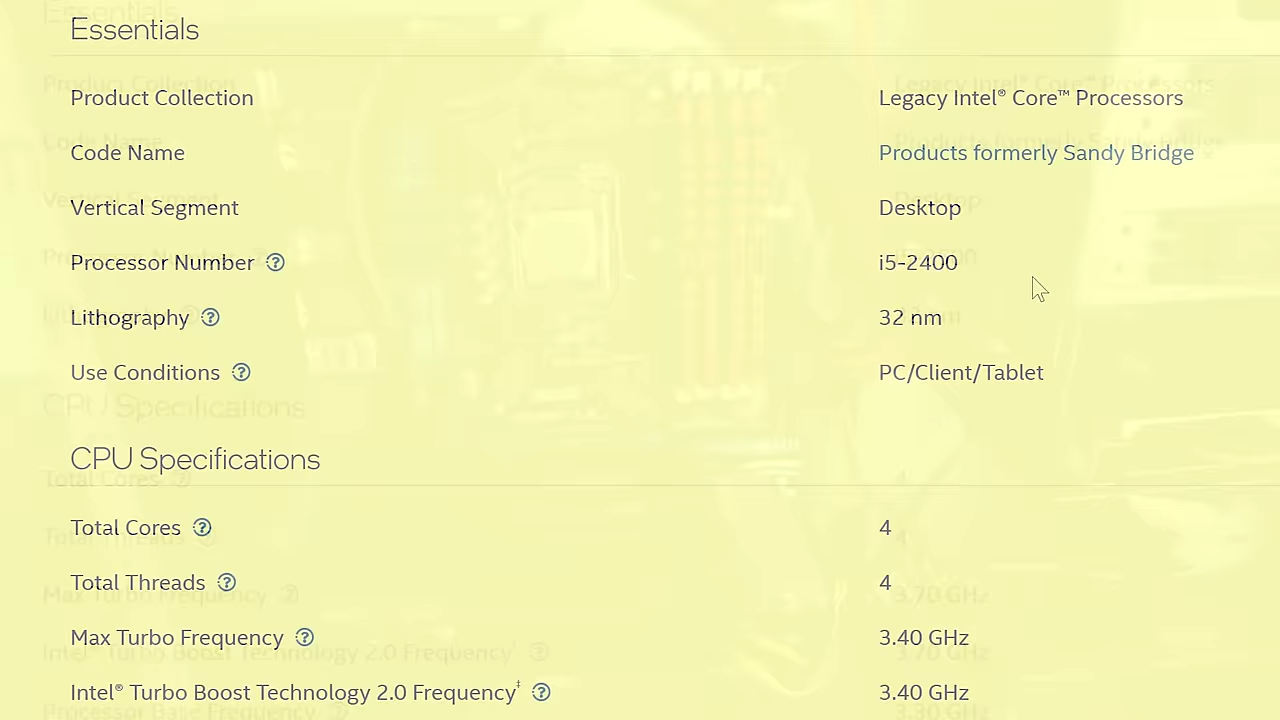 Essentials
Product Collection Legacy Intel® Core™ Processors
Code Name Products formerly Sandy Bridge
Vertical Segment Desktop
Processor Number i5-2400
Lithography 32 nm
Use Conditions PC/Client/Tablet
CPU Specifications
Total Cores 4
Total Threads 4
Max Turbo Frequency 3.40 GHz
Intel® Turbo Boost Technology 2.0 Frequency‡ 3.40 GHz